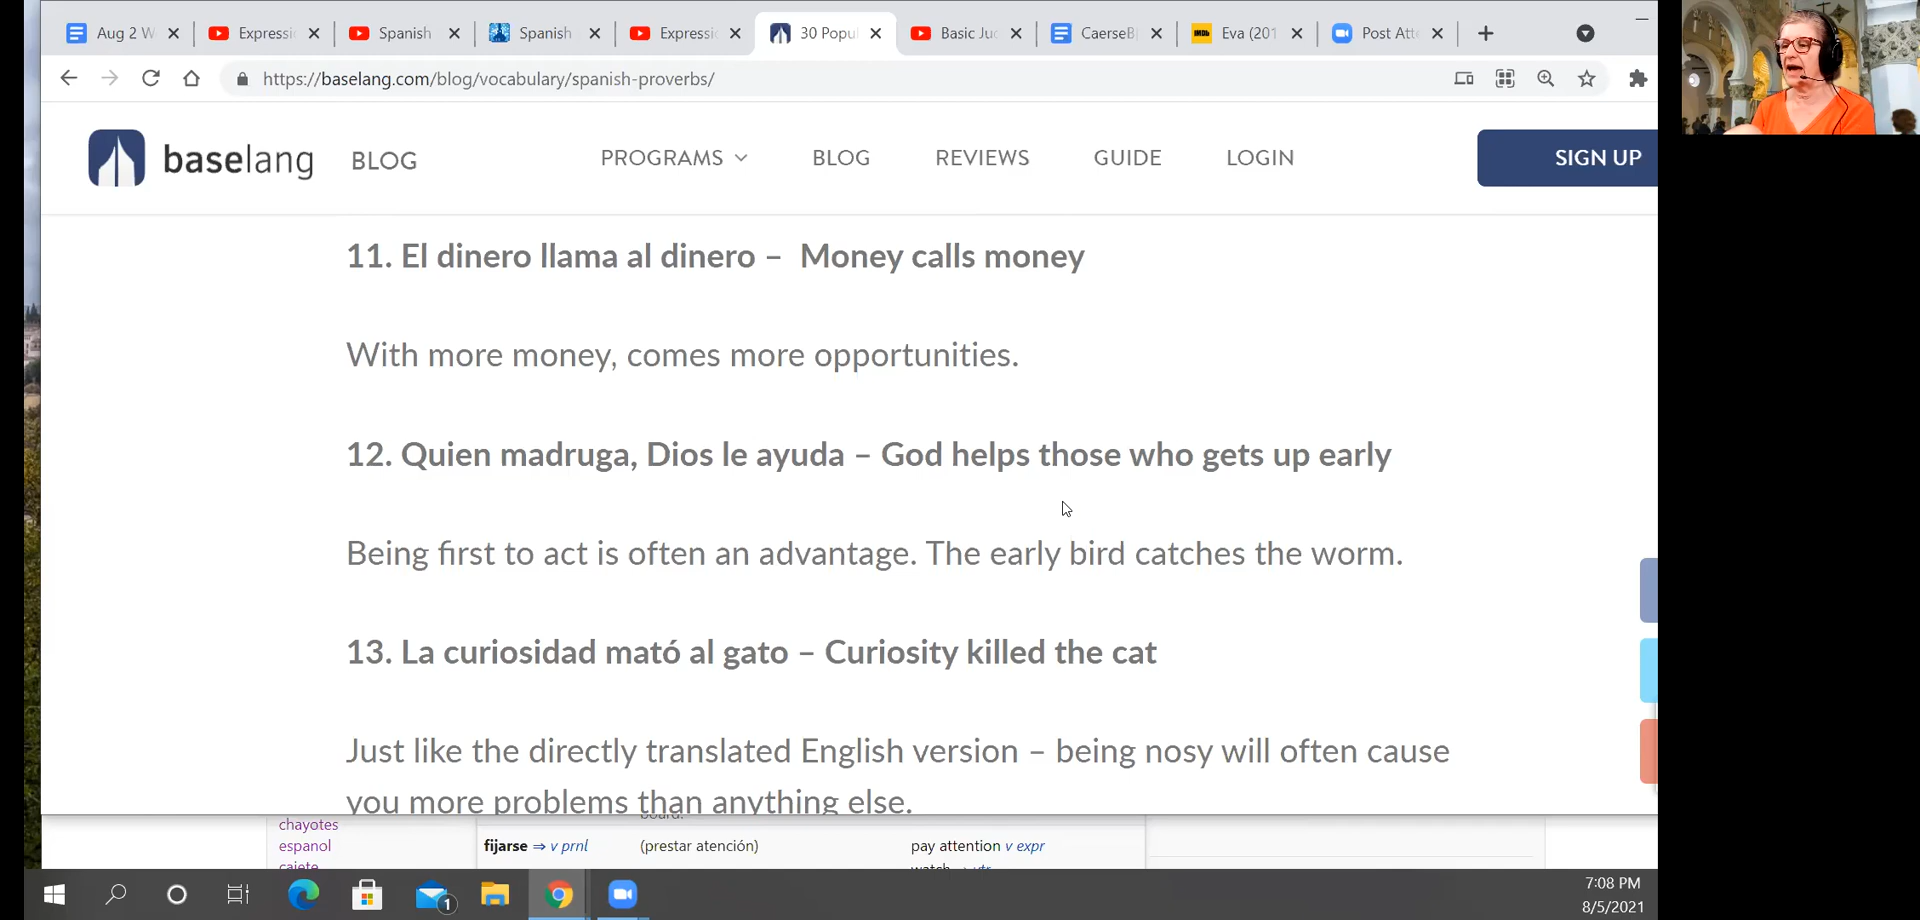 Aug 2 W
Expressi
Spanish
Spanish
Expressi
30 Popul
Basic Ju
CaerseB
Eva (201
Post Atte
https://baselang.com/blog/vocabulary/spanish-proverbs/
baselang BLOG PROGRAMS BLOG REVIEWS GUIDE LOGIN SIGN UP
11. El dinero llama al dinero – Money calls money
With more money, comes more opportunities.
12. Quien madruga, Dios le ayuda – God helps those who gets up early
Being first to act is often an advantage. The early bird catches the worm.
13. La curiosidad mató al gato – Curiosity killed the cat
Just like the directly translated English version – being nosy will often cause
you more problems than anything else.
board.
chayotes
espanol
fijarse ⇒ v prnl (prestar atención) pay attention v expr
1
7:08 PM
8/5/2021